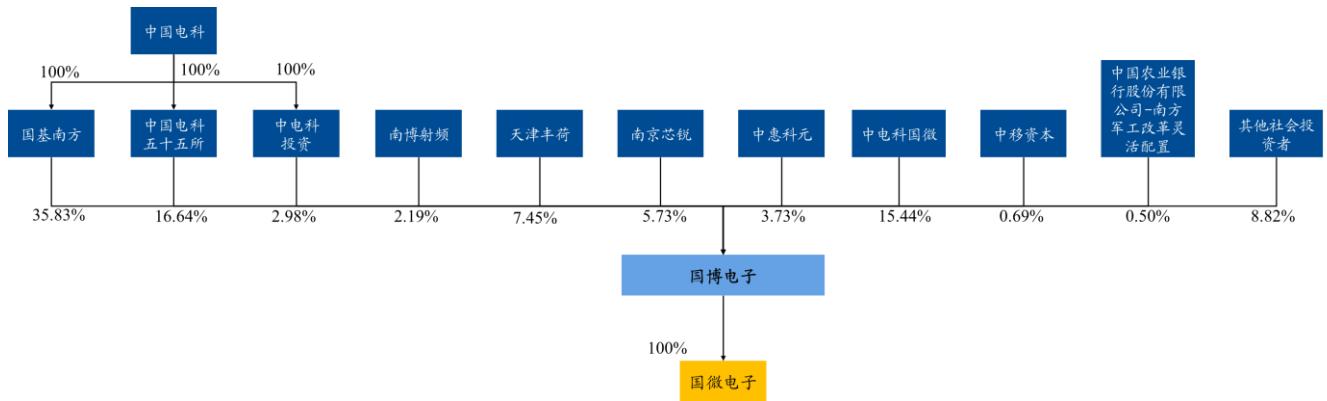 中国电科
100%
100%
100%
国基南方
中国电科
五十五所
中电科
投资
南博射频
天津丰荷
南京芯锐
中惠科元
中电科国微
中移资本
中国农业银
行股份有限
公司-南方
军工改革灵
活配置
其他社会投
资者
35.83%
16.64%
2.98%
2.19%
7.45%
5.73%
3.73%
15.44%
0.69%
0.50%
8.82%
国博电子
100%
国微电子